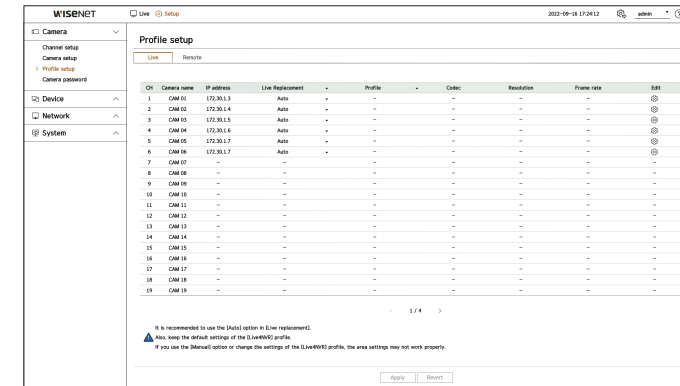 WISENET
Live Setup 2022-09-16 17:24:12 admin
Camera
Channel setup
Camera setup
> Profile setup
Camera password
Device
Network
System
Profile setup
Live Remote
CH Camera name IP address Live Replacement Profile Codec Resolution Frame rate Edit
1 CAM 01 172.30.1.3 Auto - - - -
2 CAM 02 172.30.1.4 Auto - - - -
3 CAM 03 172.30.1.5 Auto - - - -
4 CAM 04 172.30.1.6 Auto - - - -
5 CAM 05 172.30.1.7 Auto - - - -
6 CAM 06 172.30.1.7 Auto - - - -
7 CAM 07 - - - - - - -
8 CAM 08 - - - - - - -
9 CAM 09 - - - - - - -
10 CAM 10 - - - - - - -
11 CAM 11 - - - - - - -
12 CAM 12 - - - - - - -
13 CAM 13 - - - - - - -
14 CAM 14 - - - - - - -
15 CAM 15 - - - - - - -
16 CAM 16 - - - - - - -
17 CAM 17 - - - - - - -
18 CAM 18 - - - - - - -
19 CAM 19 - - - - - - -
< 1 / 4 >
It is recommended to use the [Auto] option in [Live replacement].
Also, keep the default settings of the [Live4NVR] profile.
If you use the [Manual] option or change the settings of the [Live4NVR] profile, the area settings may not work properly.
Apply Revert